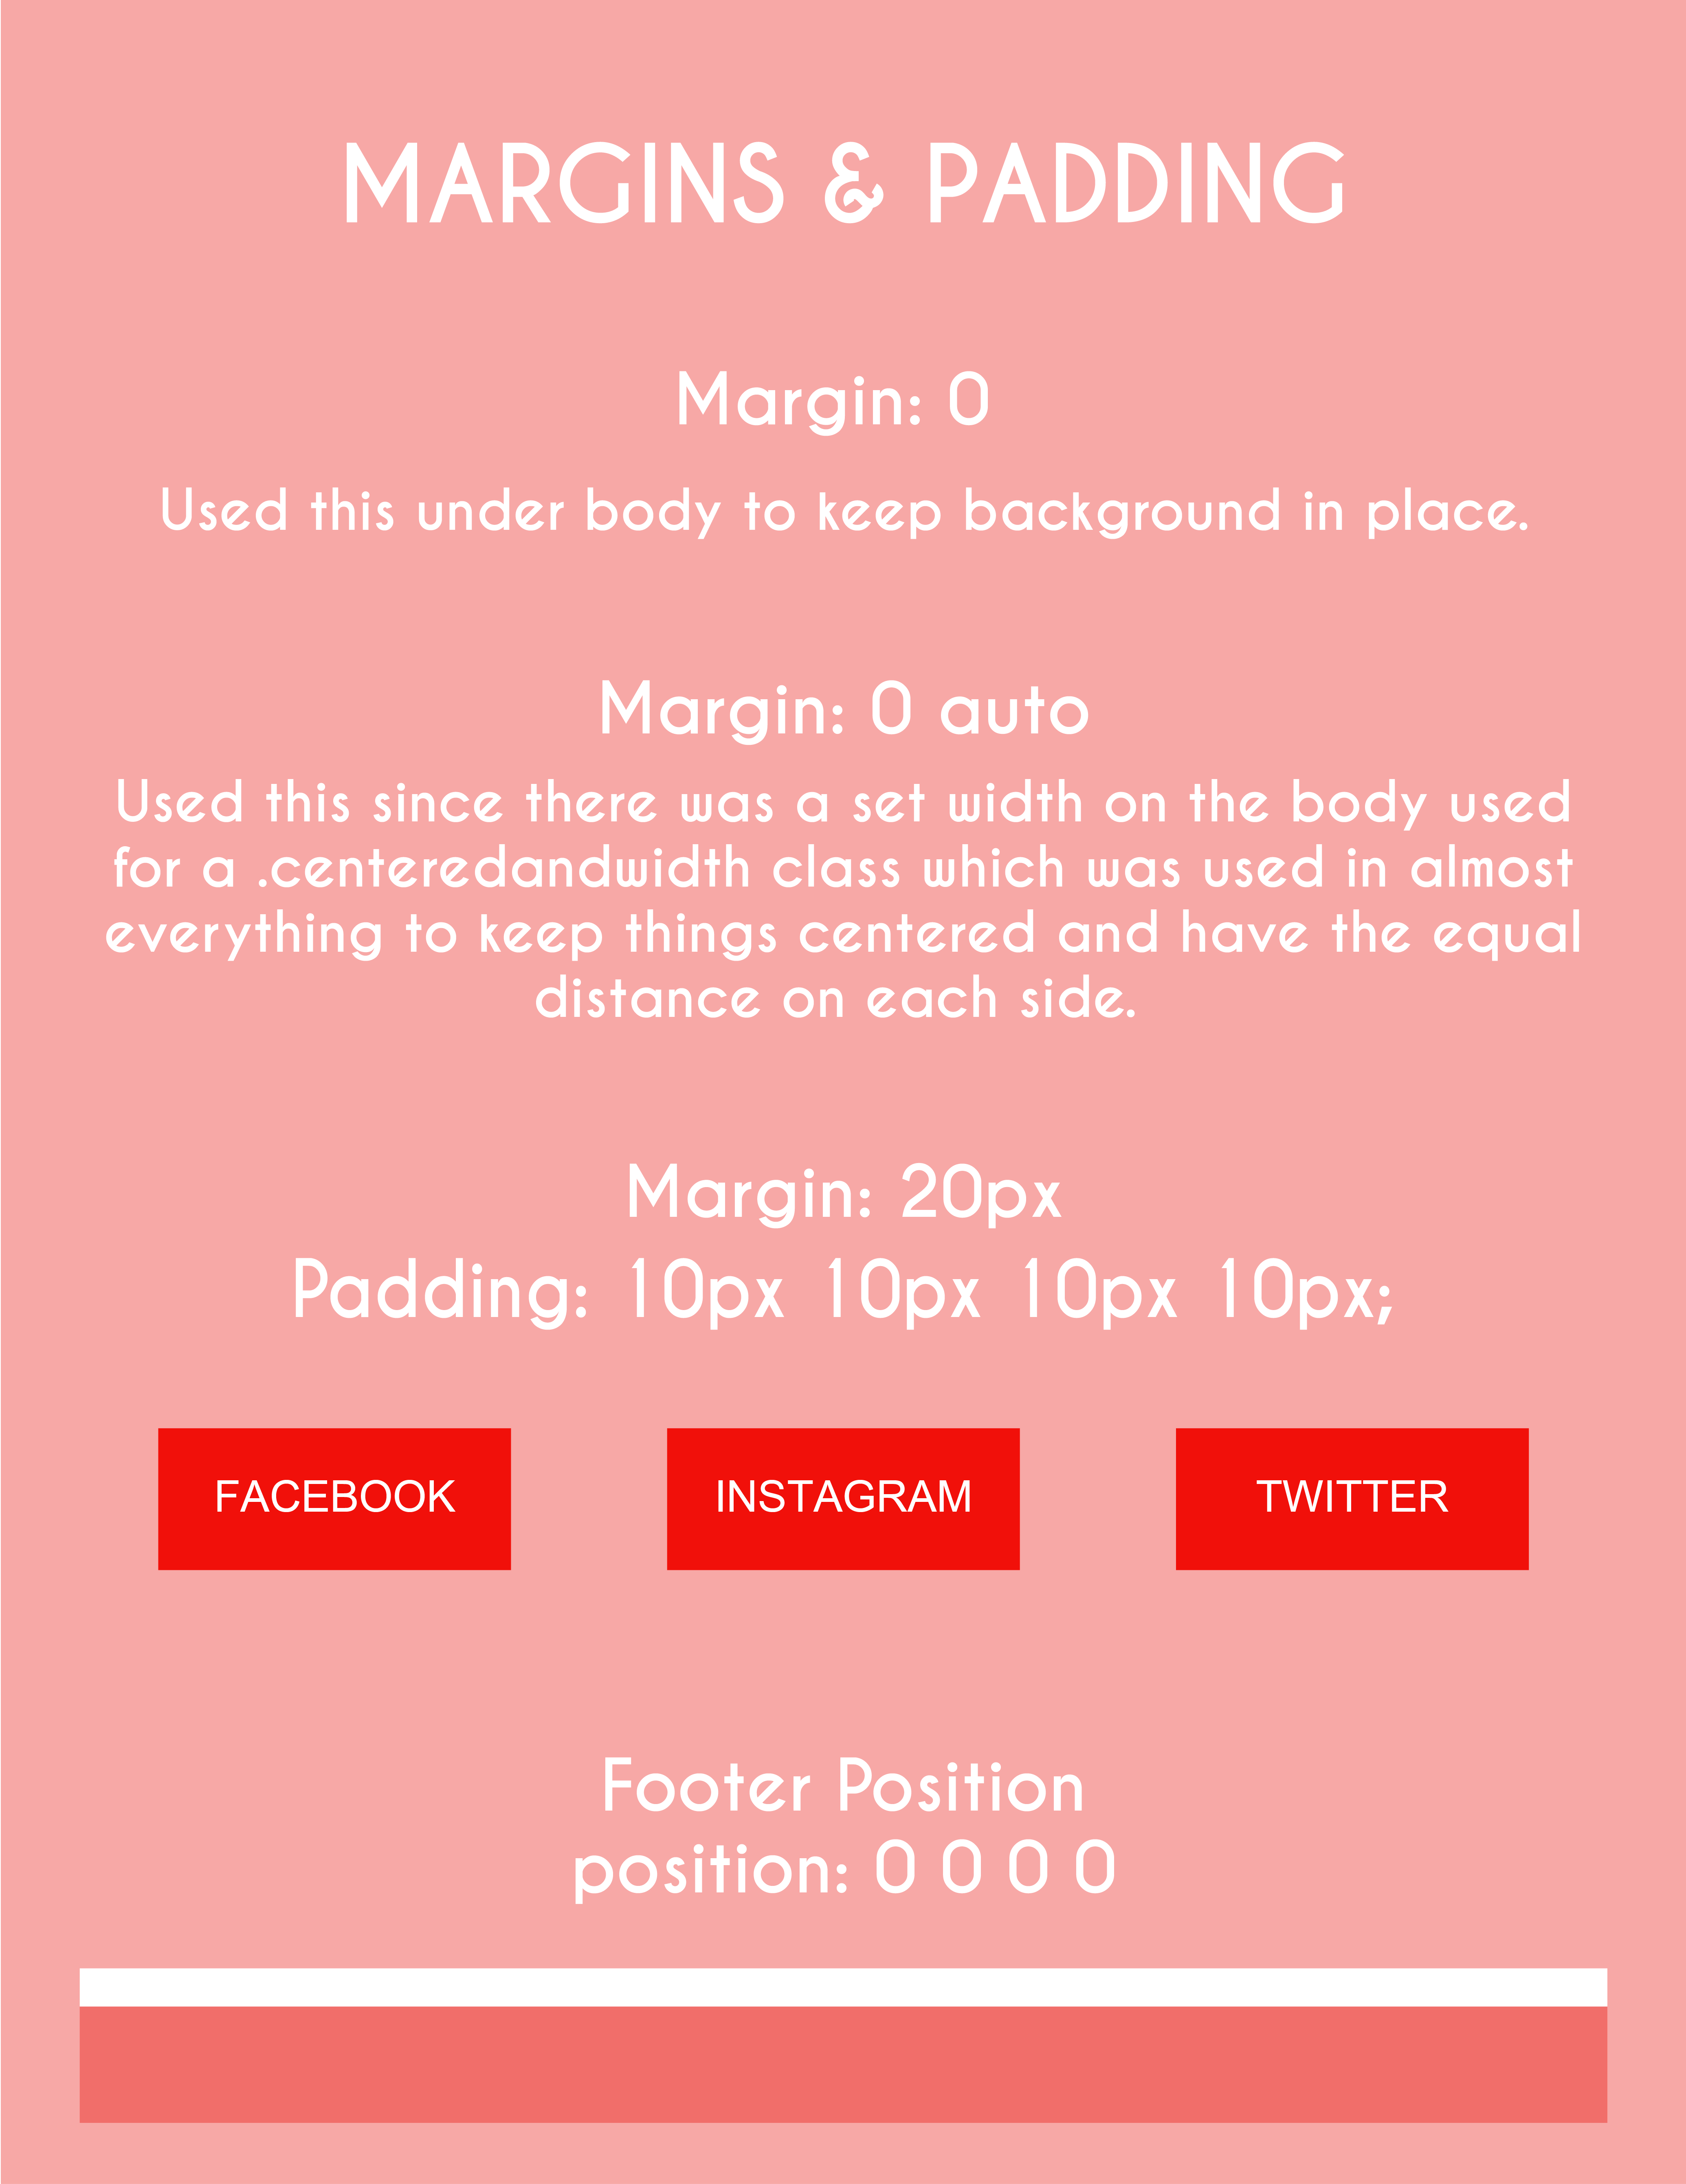 MARGINS & PADDING
Margin: 0
Used this under body to keep background in place.
Margin: 0 auto
Used this since there was a set width on the body used
for a .centeredandwidth class which was used in almost
everything to keep things centered and have the equal
distance on each side.
Margin: 20px
Padding: 10px 10px 10px 10px;
FACEBOOK INSTAGRAM TWITTER
Footer Position
position: 0 0 0 0